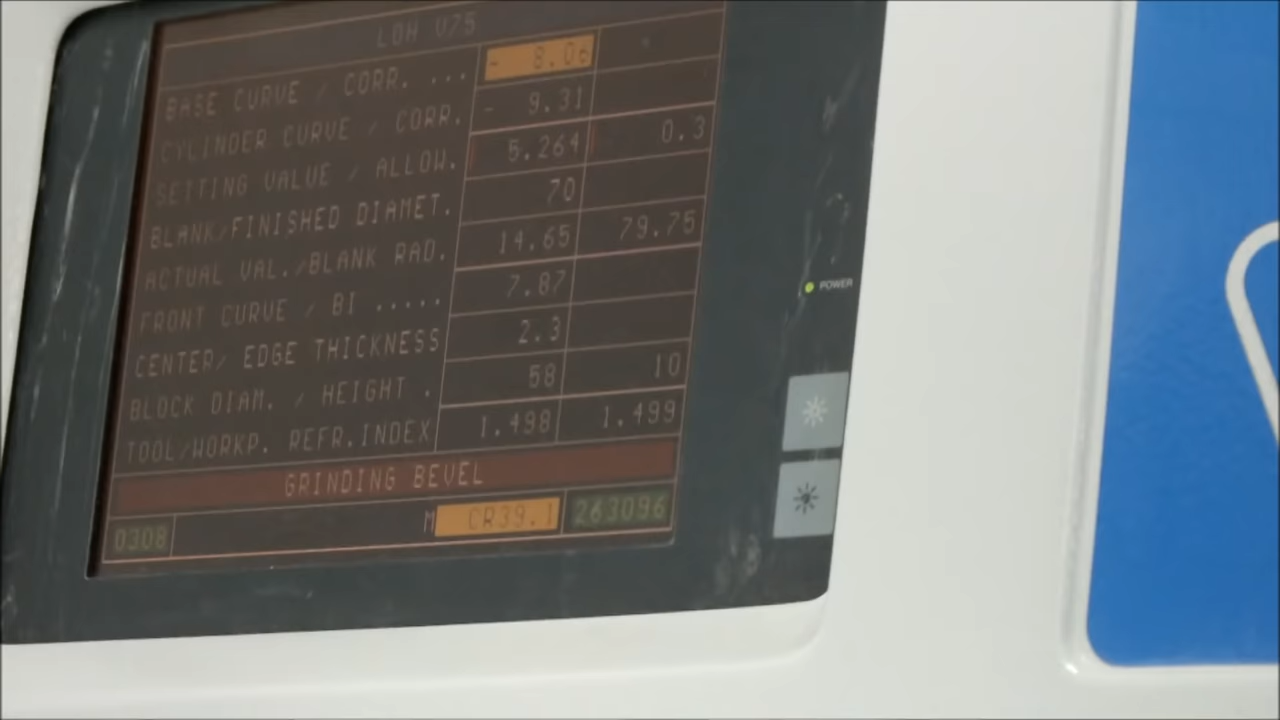 LOH V75
BASE CURVE / CORR. ... - 8.06
CYLINDER CURVE / CORR. - 9.31
SETTING VALUE / ALLOW. 5.264 0.3
BLANK/FINISHED DIAMET. 70
ACTUAL VAL./BLANK RAD. 14.65 79.75
FRONT CURVE / BI ..... 7.87
CENTER/ EDGE THICKNESS 2.3
BLOCK DIAM. / HEIGHT . 58 10
TOOL/WORKP. REFR.INDEX 1.498 1.499
GRINDING BEVEL
0308 M CR39.1 263096
POWER